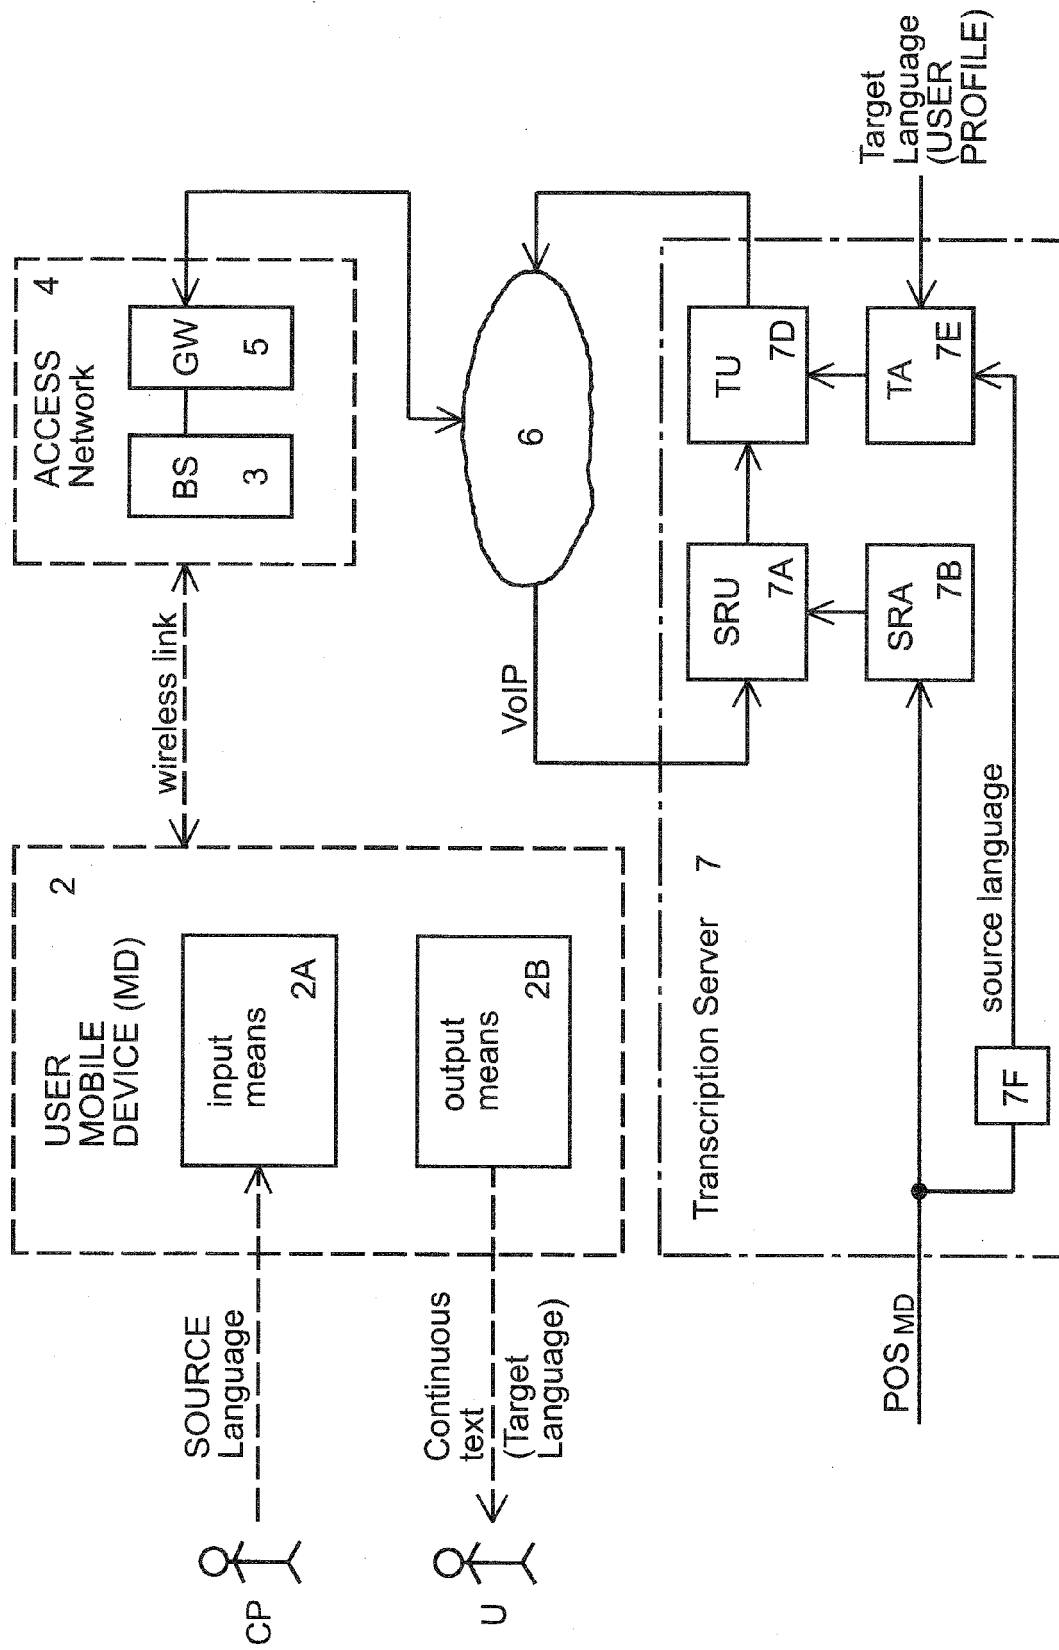 USER
MOBILE
DEVICE (MD)
2
input
means
2A
output
means
2B
SOURCE
Language
CP
Continuous
text
(Target
Language)
U
wireless link
ACCESS
Network
4
BS
3
GW
5
6
VoIP
Transcription Server 7
SRU
7A
TU
7D
SRA
7B
TA
7E
Target
Language
(USER
PROFILE)
POS MD
7F
source language